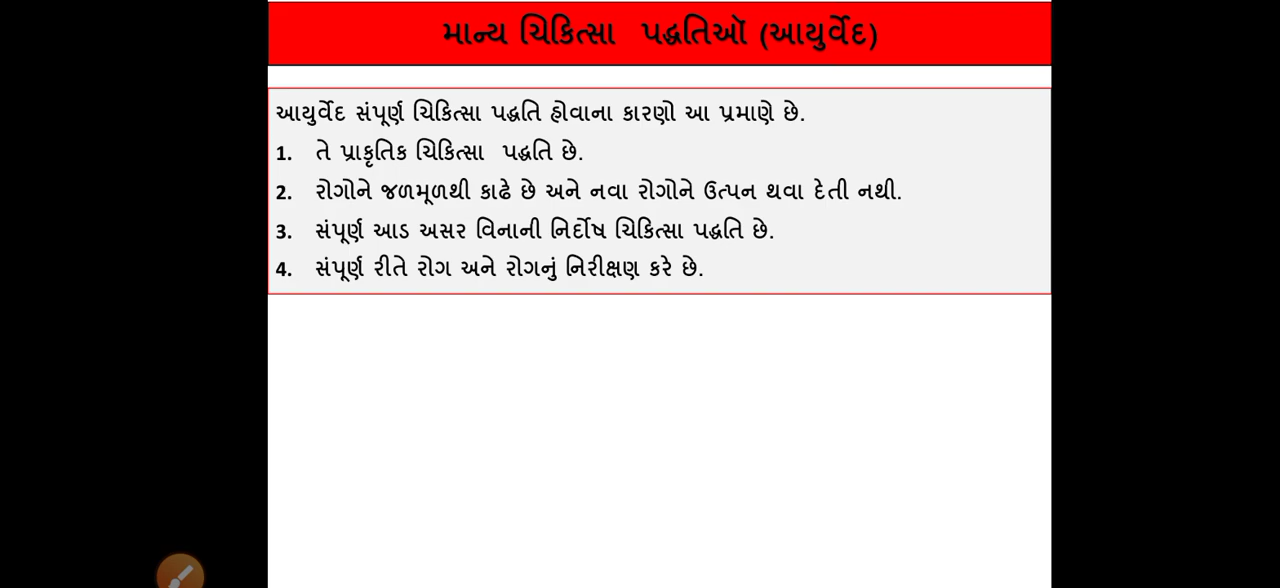 માન્ય ચિકિત્સા પદ્ધતિઓ (આયુર્વેદ)
આયુર્વેદ સંપૂર્ણ ચિકિત્સા પદ્ધતિ હોવાના કારણો આ પ્રમાણે છે.
1. તે પ્રાકૃતિક ચિકિત્સા પદ્ધતિ છે.
2. રોગોને જળમૂળથી કાઢે છે અને નવા રોગોને ઉત્પન થવા દેતી નથી.
3. સંપૂર્ણ આડ અસર વિનાની નિર્દોષ ચિકિત્સા પદ્ધતિ છે.
4. સંપૂર્ણ રીતે રોગ અને રોગનું નિરીક્ષણ કરે છે.